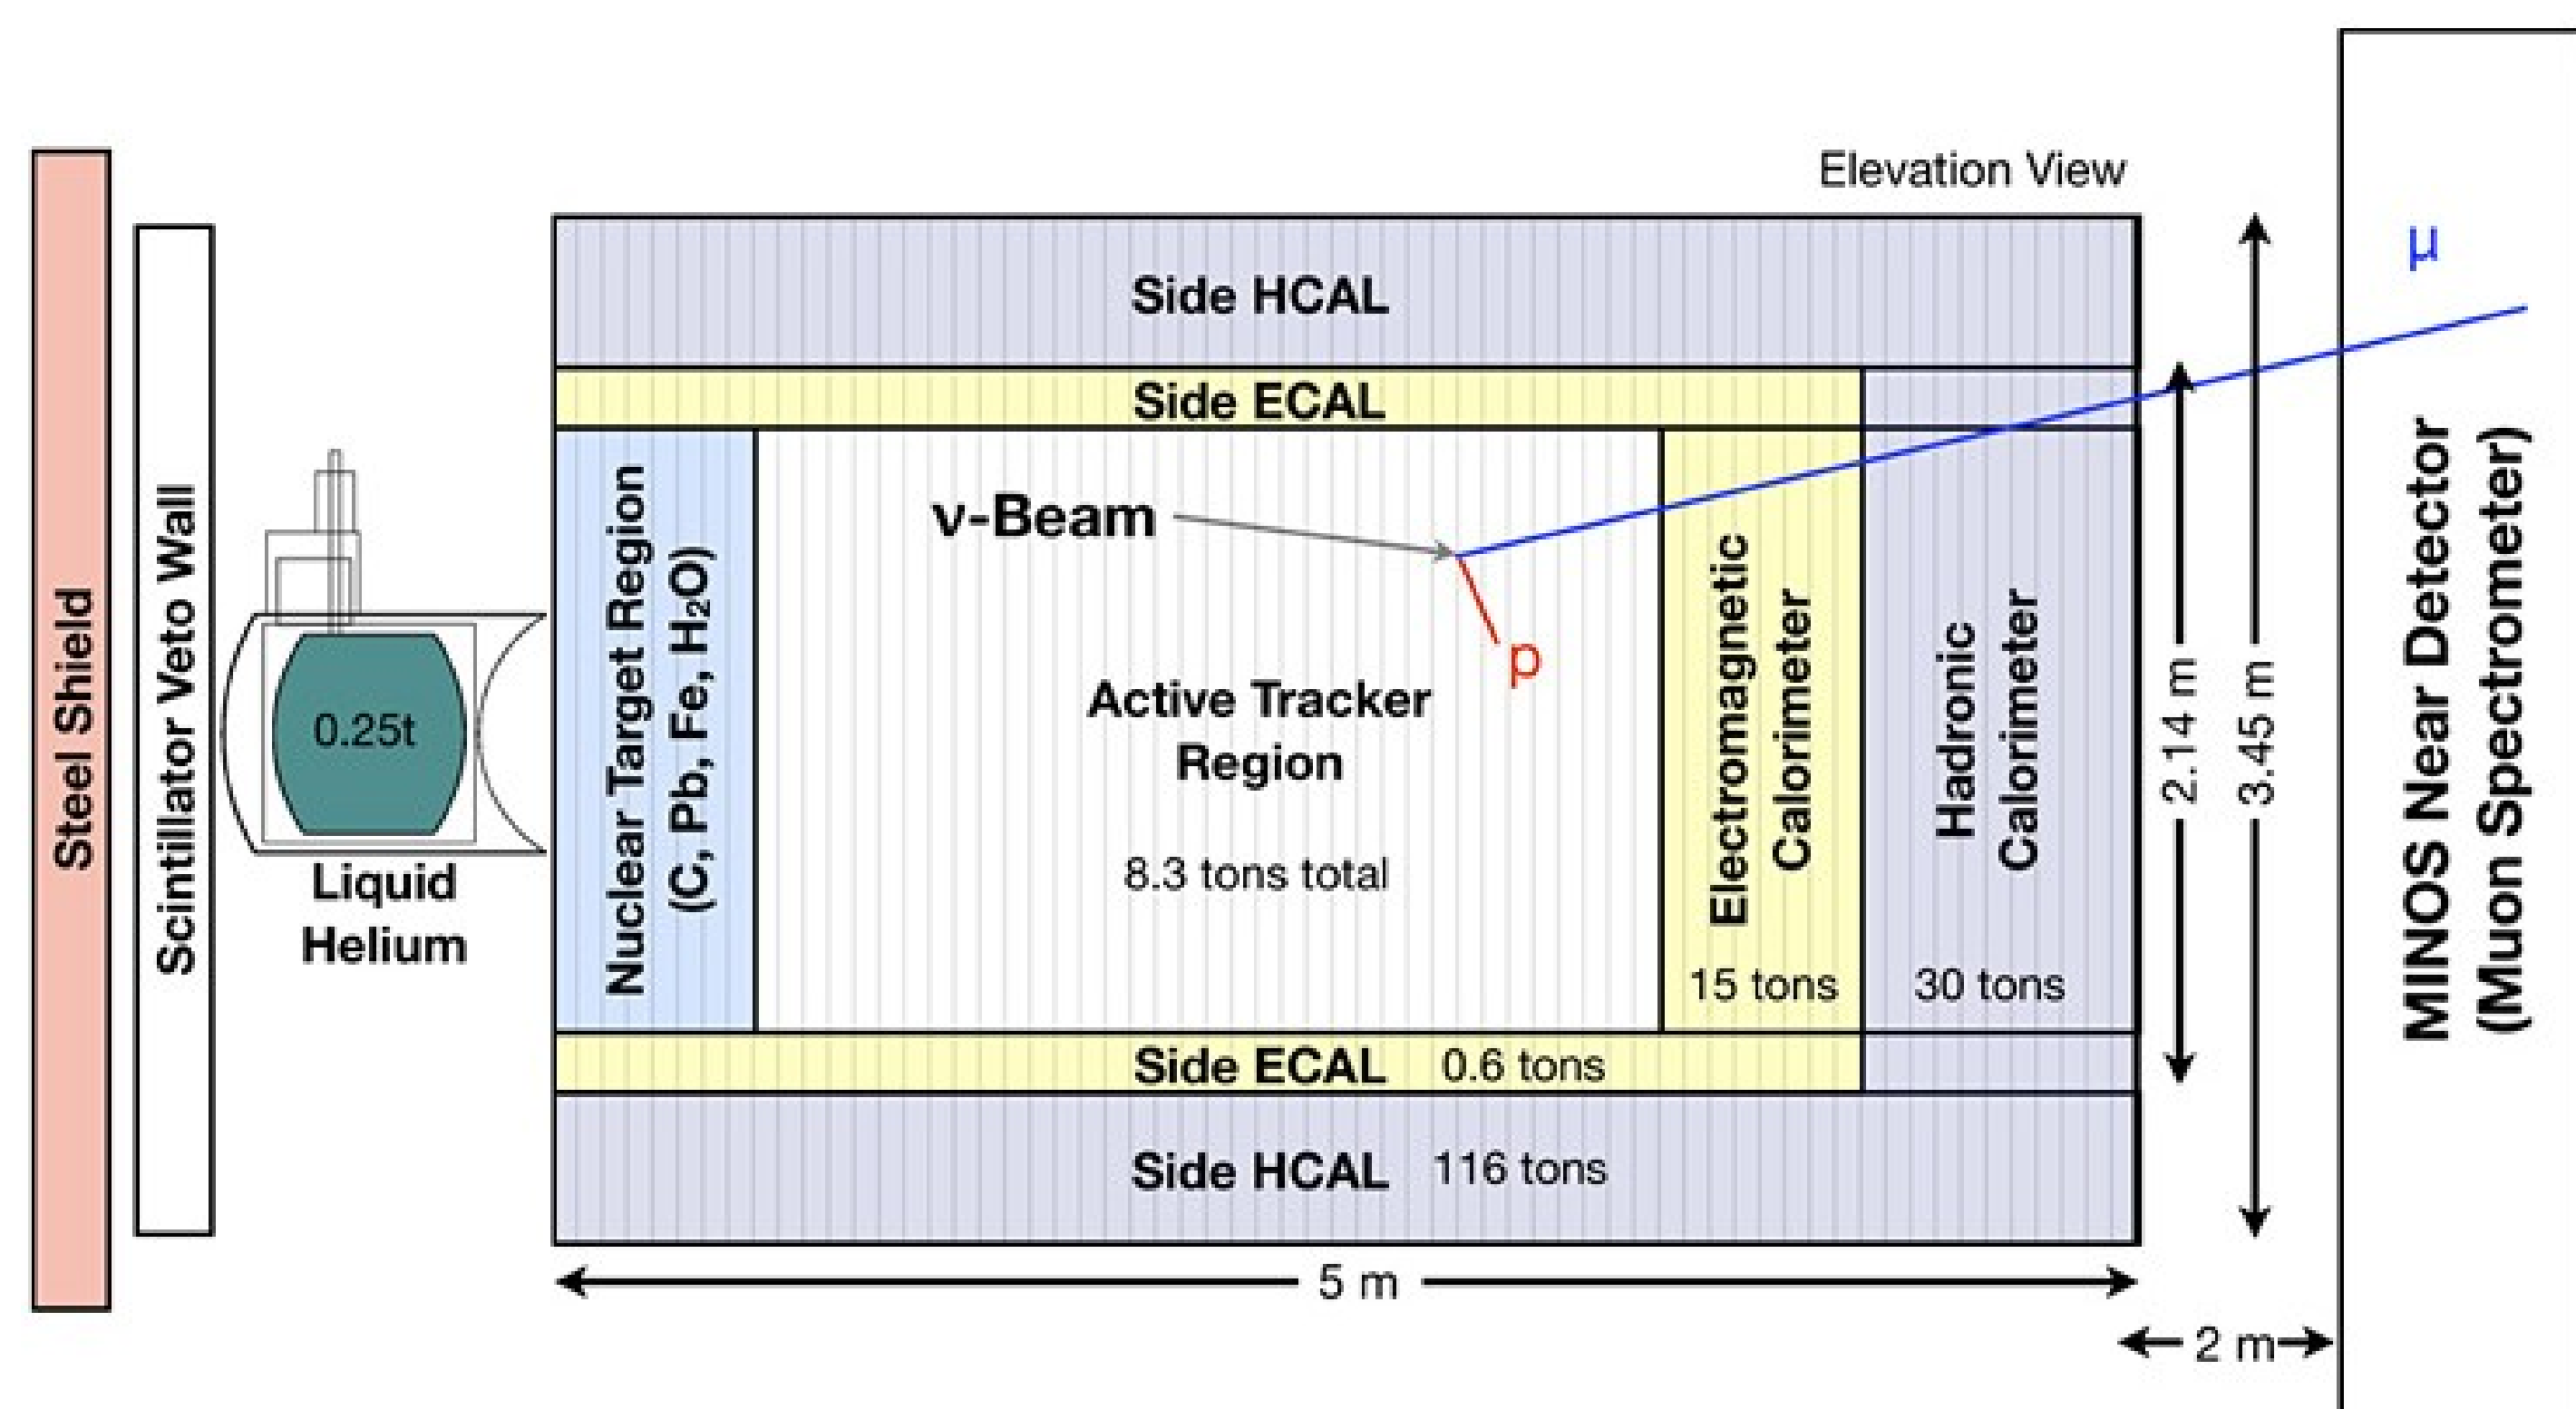 Elevation View
Steel Shield
Scintillator Veto Wall
0.25t
Liquid
Helium
Side HCAL
Side ECAL
Nuclear Target Region
(C, Pb, Fe, H₂O)
ν-Beam
p
μ
Active Tracker
Region
8.3 tons total
Electromagnetic
Calorimeter
15 tons
Hadronic
Calorimeter
30 tons
Side ECAL 0.6 tons
Side HCAL 116 tons
2.14 m
3.45 m
5 m
2 m
MINOS Near Detector
(Muon Spectrometer)